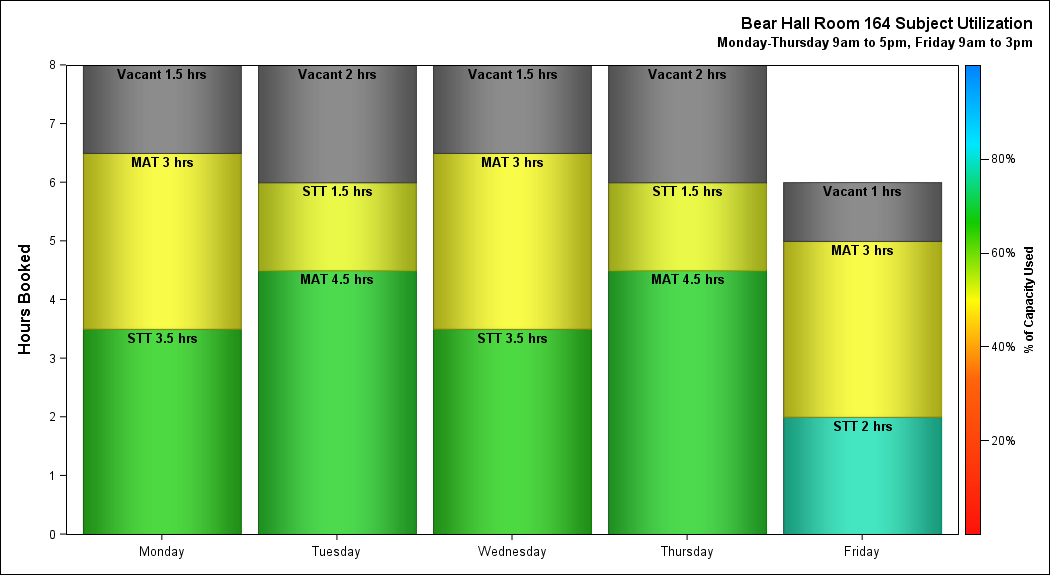 Bear Hall Room 164 Subject Utilization
Monday-Thursday 9am to 5pm, Friday 9am to 3pm
Hours Booked
8
7
6
5
4
3
2
1
0
Vacant 1.5 hrs
MAT 3 hrs
STT 3.5 hrs
Monday
Vacant 2 hrs
STT 1.5 hrs
MAT 4.5 hrs
Tuesday
Vacant 1.5 hrs
MAT 3 hrs
STT 3.5 hrs
Wednesday
Vacant 2 hrs
STT 1.5 hrs
MAT 4.5 hrs
Thursday
Vacant 1 hrs
MAT 3 hrs
STT 2 hrs
Friday
80%
60%
40%
20%
% of Capacity Used